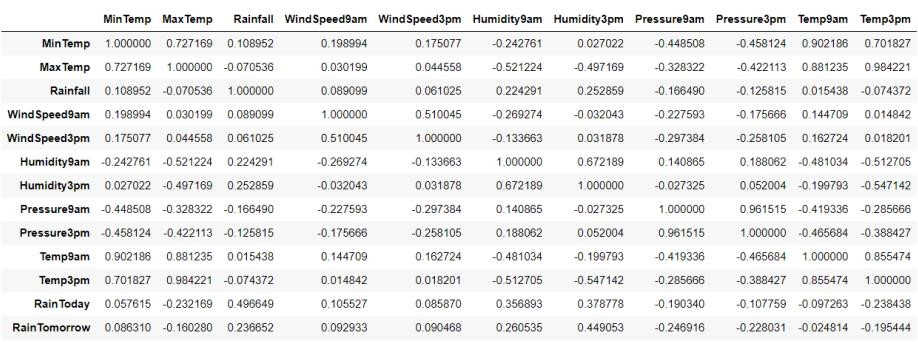 MinTemp MaxTemp Rainfall WindSpeed9am WindSpeed3pm Humidity9am Humidity3pm Pressure9am Pressure3pm Temp9am Temp3pm
MinTemp 1.000000 0.727169 0.108952 0.198994 0.175077 -0.242761 0.027022 -0.448508 -0.458124 0.902186 0.701827
MaxTemp 0.727169 1.000000 -0.070536 0.030199 0.044558 -0.521224 -0.497169 -0.328322 -0.422113 0.881235 0.984221
Rainfall 0.108952 -0.070536 1.000000 0.089099 0.061025 0.224291 0.252859 -0.166490 -0.125815 0.015438 -0.074372
WindSpeed9am 0.198994 0.030199 0.089099 1.000000 0.510045 -0.269274 -0.032043 -0.227593 -0.175666 0.144709 0.014842
WindSpeed3pm 0.175077 0.044558 0.061025 0.510045 1.000000 -0.133663 0.031878 -0.297384 -0.258105 0.162724 0.018201
Humidity9am -0.242761 -0.521224 0.224291 -0.269274 -0.133663 1.000000 0.672189 0.140865 0.188062 -0.481034 -0.512705
Humidity3pm 0.027022 -0.497169 0.252859 -0.032043 0.031878 0.672189 1.000000 -0.027325 0.052004 -0.199793 -0.547142
Pressure9am -0.448508 -0.328322 -0.166490 -0.227593 -0.297384 0.140865 -0.027325 1.000000 0.961515 -0.419336 -0.285666
Pressure3pm -0.458124 -0.422113 -0.125815 -0.175666 -0.258105 0.188062 0.052004 0.961515 1.000000 -0.465684 -0.388427
Temp9am 0.902186 0.881235 0.015438 0.144709 0.162724 -0.481034 -0.199793 -0.419336 -0.465684 1.000000 0.855474
Temp3pm 0.701827 0.984221 -0.074372 0.014842 0.018201 -0.512705 -0.547142 -0.285666 -0.388427 0.855474 1.000000
RainToday 0.057615 -0.232169 0.496649 0.105527 0.085870 0.356893 0.378778 -0.190340 -0.107759 -0.097263 -0.238438
RainTomorrow 0.086310 -0.160280 0.236652 0.092933 0.090468 0.260535 0.449053 -0.246916 -0.228031 -0.024814 -0.195444